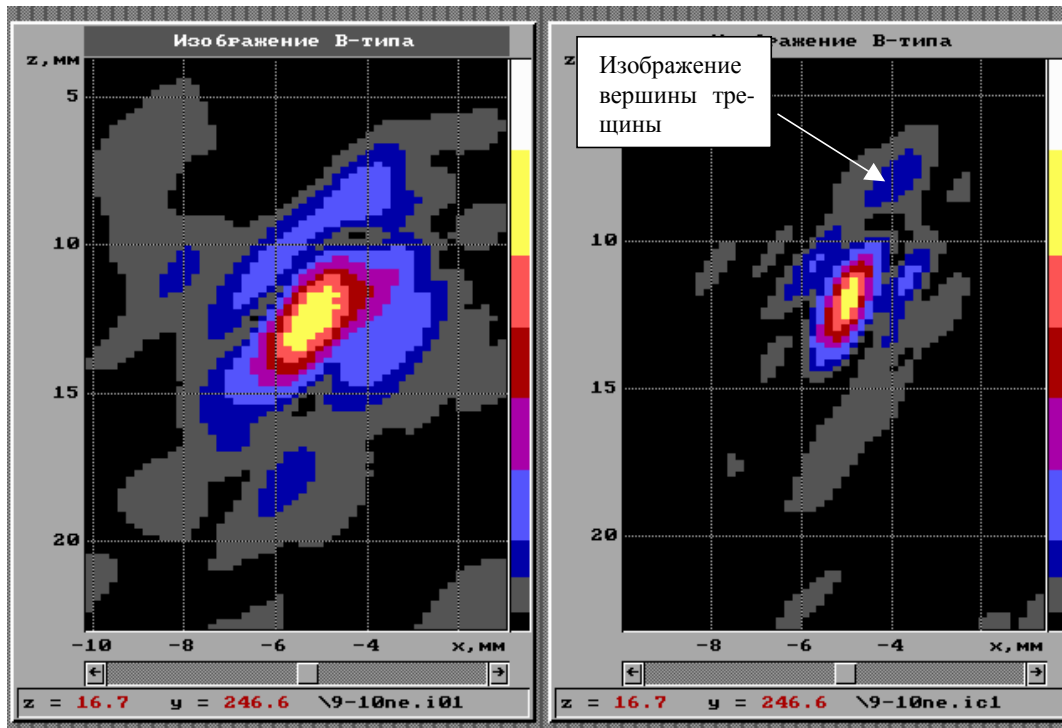 Изображение B-типа
z,мм
5
10
15
20
-10
-8
-6
-4
x,мм
z = 16.7 y = 246.6 \9-10ne.i01
Изображение B-типа
z
Изображение
вершины тре-
щины
10
15
20
-8
-6
-4
x,мм
z = 16.7 y = 246.6 \9-10ne.ic1